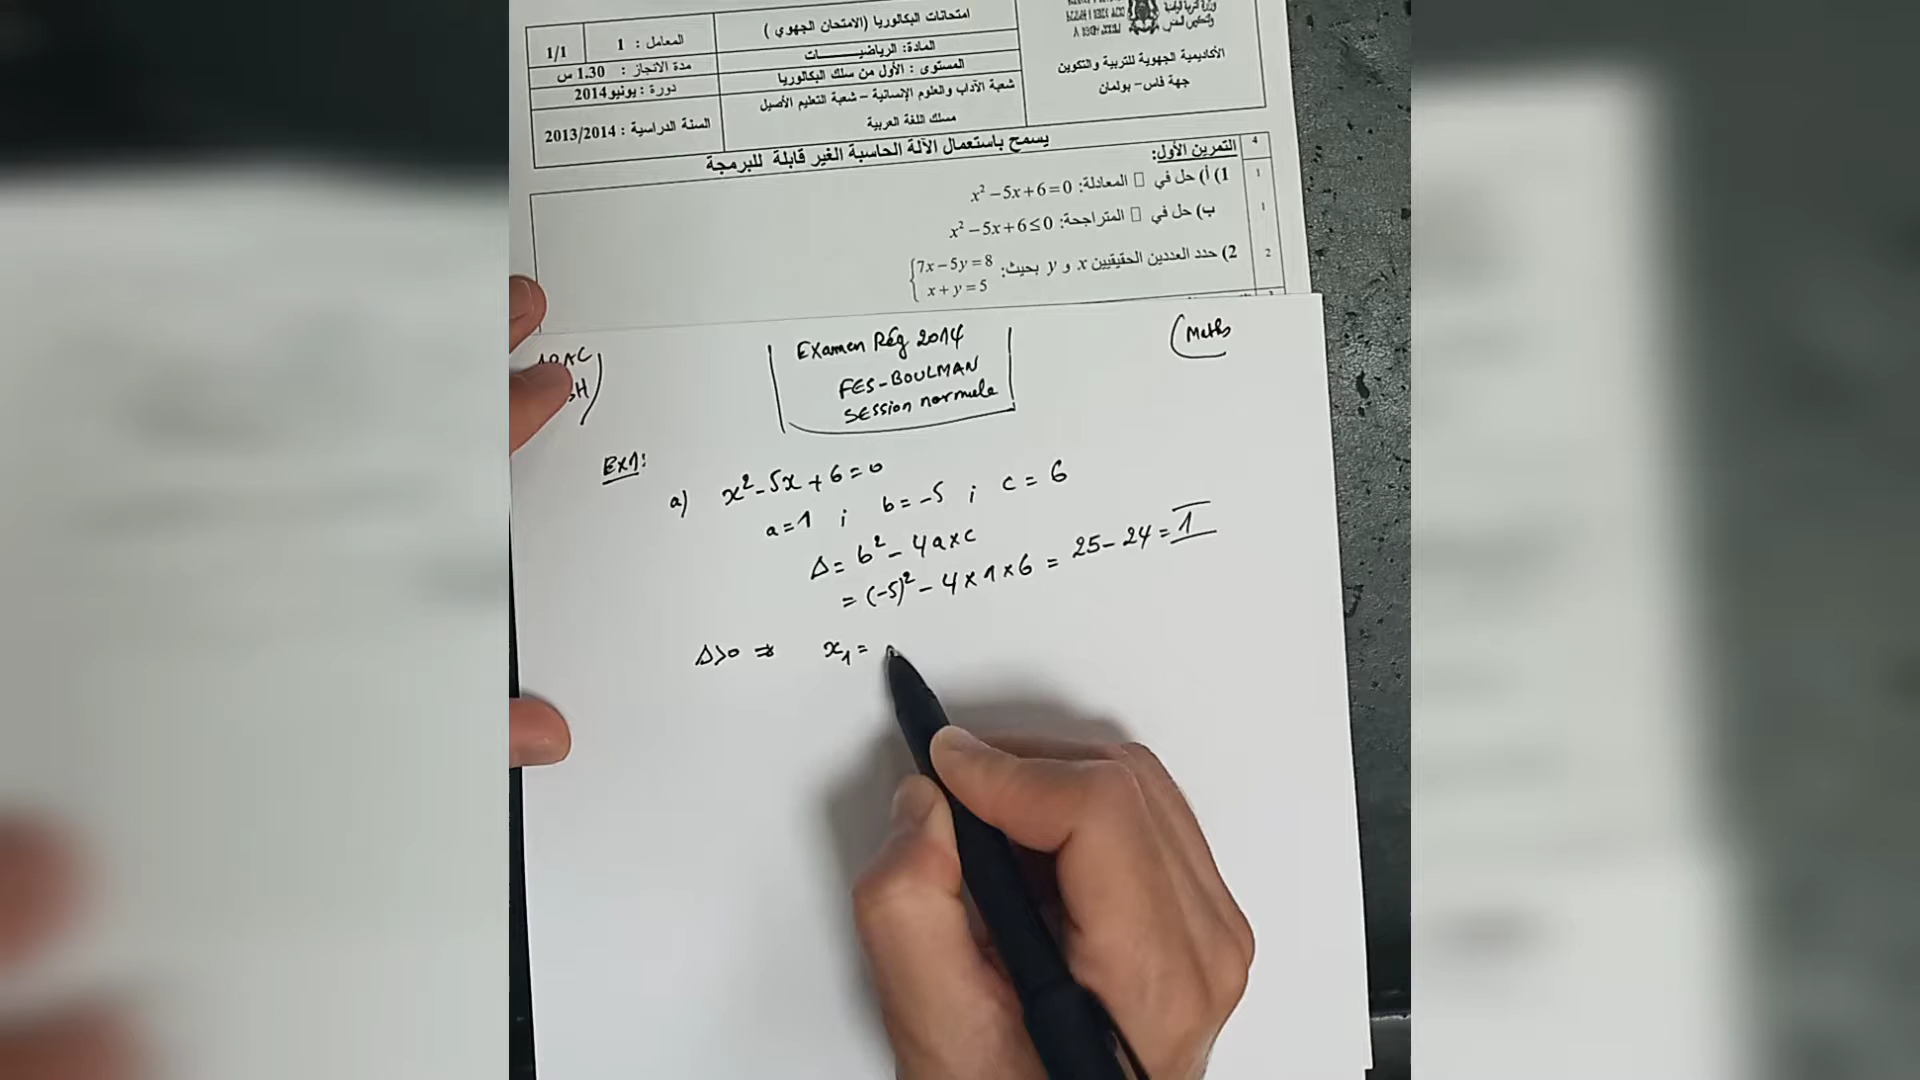 امتحانات البكالوريا (الامتحان الجهوي )
المعامل : 1
1/1
المادة: الرياضيـــــــات
مدة الانجاز : 1.30 س
المستوى : الأول من سلك البكالوريا
دورة : يونيو2014
شعبة الآداب والعلوم الإنسانية – شعبة التعليم الأصيل
مسلك اللغة العربية
السنة الدراسية : 2013/2014
الأكاديمية الجهوية للتربية والتكوين
جهة فاس- بولمان
يسمح باستعمال الآلة الحاسبة الغير قابلة للبرمجة
4
التمرين الأول:
1
1) أ) حل في □ المعادلة: x² – 5x + 6 = 0
1
ب) حل في □ المتراجحة: x² – 5x + 6 ≤ 0
2
2) حدد العددين الحقيقيين x و y بحيث: { 7x – 5y = 8
x + y = 5
Examen Rég 2014
FES-BOULMAN
SESSION normale
(Maths
Ex1:
a) x² - 5x + 6 = 0
a = 1 ; b = -5 ; c = 6
Δ = b² - 4a×c
= (-5)² - 4×1×6 = 25 - 24 = 1
Δ>0 ⇒ x₁ =